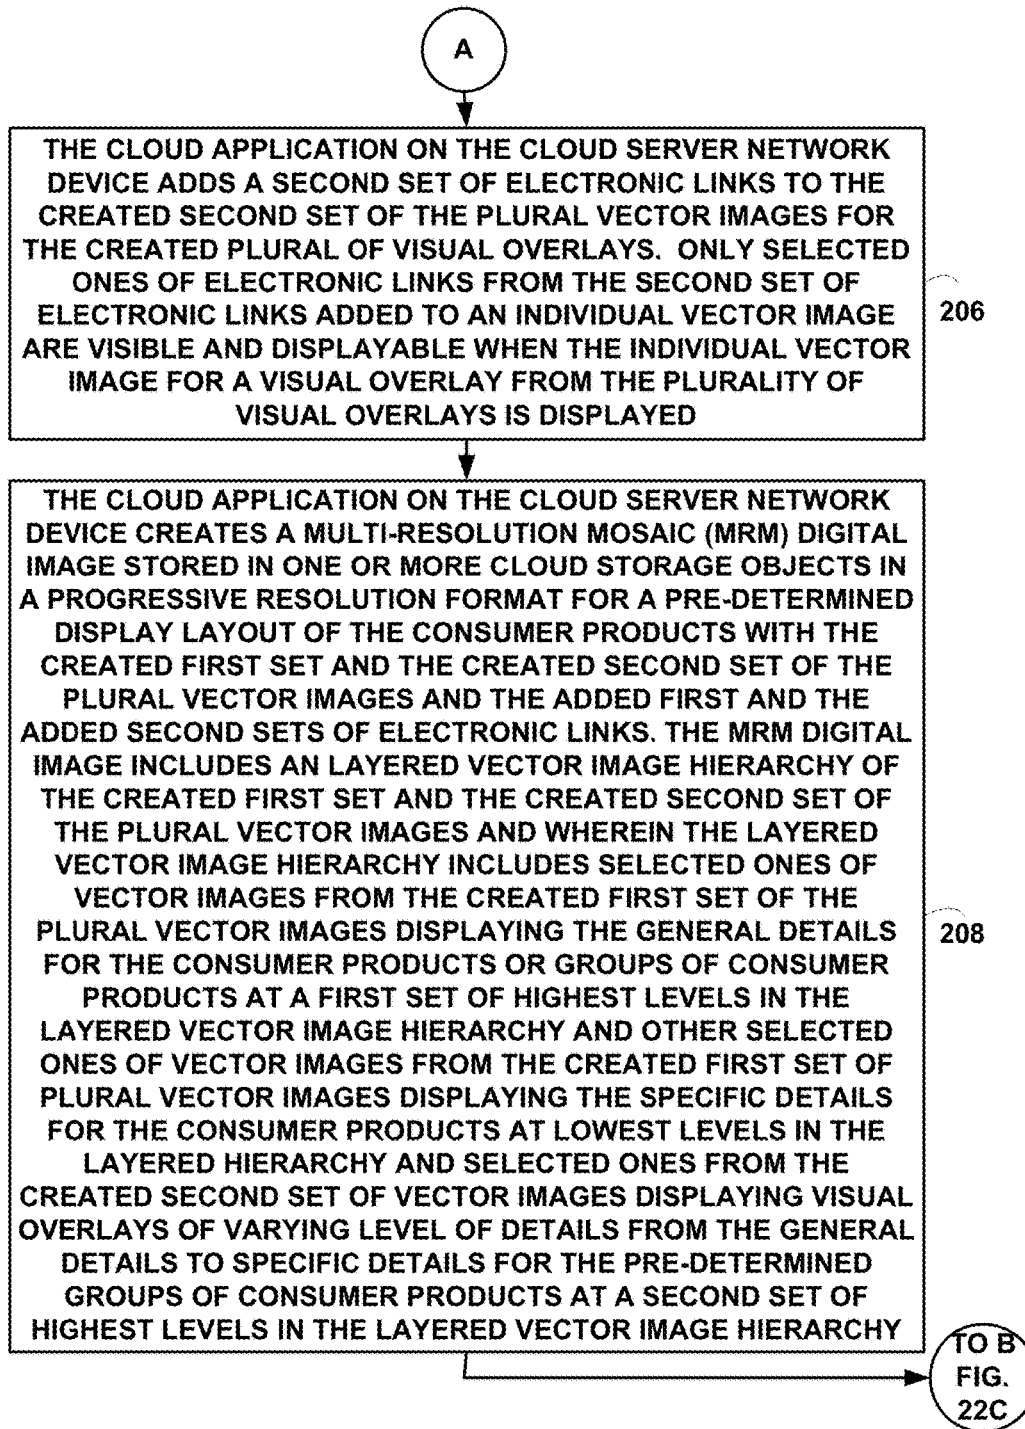 A
THE CLOUD APPLICATION ON THE CLOUD SERVER NETWORK
DEVICE ADDS A SECOND SET OF ELECTRONIC LINKS TO THE
CREATED SECOND SET OF THE PLURAL VECTOR IMAGES FOR
THE CREATED PLURAL OF VISUAL OVERLAYS. ONLY SELECTED
ONES OF ELECTRONIC LINKS FROM THE SECOND SET OF
ELECTRONIC LINKS ADDED TO AN INDIVIDUAL VECTOR IMAGE
ARE VISIBLE AND DISPLAYABLE WHEN THE INDIVIDUAL VECTOR
IMAGE FOR A VISUAL OVERLAY FROM THE PLURALITY OF
VISUAL OVERLAYS IS DISPLAYED
206
THE CLOUD APPLICATION ON THE CLOUD SERVER NETWORK
DEVICE CREATES A MULTI-RESOLUTION MOSAIC (MRM) DIGITAL
IMAGE STORED IN ONE OR MORE CLOUD STORAGE OBJECTS IN
A PROGRESSIVE RESOLUTION FORMAT FOR A PRE-DETERMINED
DISPLAY LAYOUT OF THE CONSUMER PRODUCTS WITH THE
CREATED FIRST SET AND THE CREATED SECOND SET OF THE
PLURAL VECTOR IMAGES AND THE ADDED FIRST AND THE
ADDED SECOND SETS OF ELECTRONIC LINKS. THE MRM DIGITAL
IMAGE INCLUDES AN LAYERED VECTOR IMAGE HIERARCHY OF
THE CREATED FIRST SET AND THE CREATED SECOND SET OF
THE PLURAL VECTOR IMAGES AND WHEREIN THE LAYERED
VECTOR IMAGE HIERARCHY INCLUDES SELECTED ONES OF
VECTOR IMAGES FROM THE CREATED FIRST SET OF THE
PLURAL VECTOR IMAGES DISPLAYING THE GENERAL DETAILS
FOR THE CONSUMER PRODUCTS OR GROUPS OF CONSUMER
PRODUCTS AT A FIRST SET OF HIGHEST LEVELS IN THE
LAYERED VECTOR IMAGE HIERARCHY AND OTHER SELECTED
ONES OF VECTOR IMAGES FROM THE CREATED FIRST SET OF
PLURAL VECTOR IMAGES DISPLAYING THE SPECIFIC DETAILS
FOR THE CONSUMER PRODUCTS AT LOWEST LEVELS IN THE
LAYERED HIERARCHY AND SELECTED ONES FROM THE
CREATED SECOND SET OF VECTOR IMAGES DISPLAYING VISUAL
OVERLAYS OF VARYING LEVEL OF DETAILS FROM THE GENERAL
DETAILS TO SPECIFIC DETAILS FOR THE PRE-DETERMINED
GROUPS OF CONSUMER PRODUCTS AT A SECOND SET OF
HIGHEST LEVELS IN THE LAYERED VECTOR IMAGE HIERARCHY
208
TO B
FIG.
22C